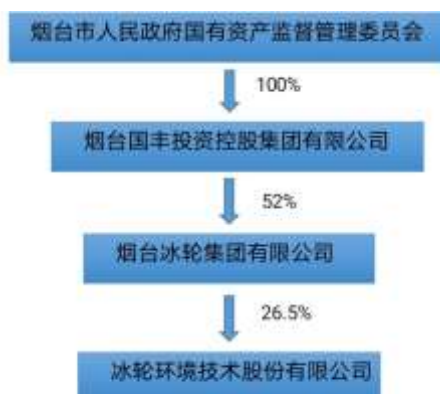 烟台市人民政府国有资产监督管理委员会
100%
烟台国丰投资控股集团有限公司
52%
烟台冰轮集团有限公司
26.5%
冰轮环境技术股份有限公司